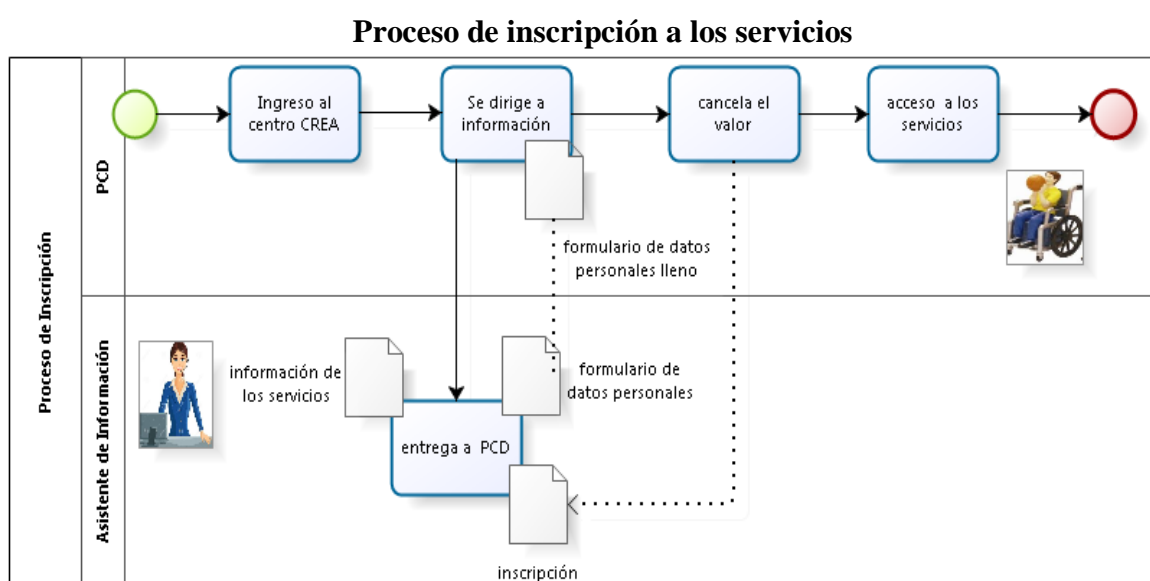 Proceso de inscripción a los servicios
Proceso de Inscripción
PCD
Ingreso al
centro CREA
Se dirige a
información
cancela el
valor
acceso a los
servicios
formulario de datos
personales lleno
Asistente de Información
información de
los servicios
formulario de
datos personales
entrega a PCD
inscripción